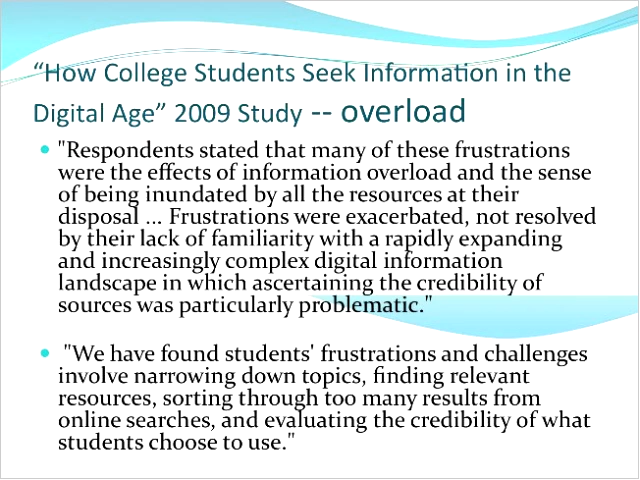 “How College Students Seek Information in the
Digital Age” 2009 Study -- overload
"Respondents stated that many of these frustrations
were the effects of information overload and the sense
of being inundated by all the resources at their
disposal ... Frustrations were exacerbated, not resolved
by their lack of familiarity with a rapidly expanding
and increasingly complex digital information
landscape in which ascertaining the credibility of
sources was particularly problematic."
"We have found students' frustrations and challenges
involve narrowing down topics, finding relevant
resources, sorting through too many results from
online searches, and evaluating the credibility of what
students choose to use."